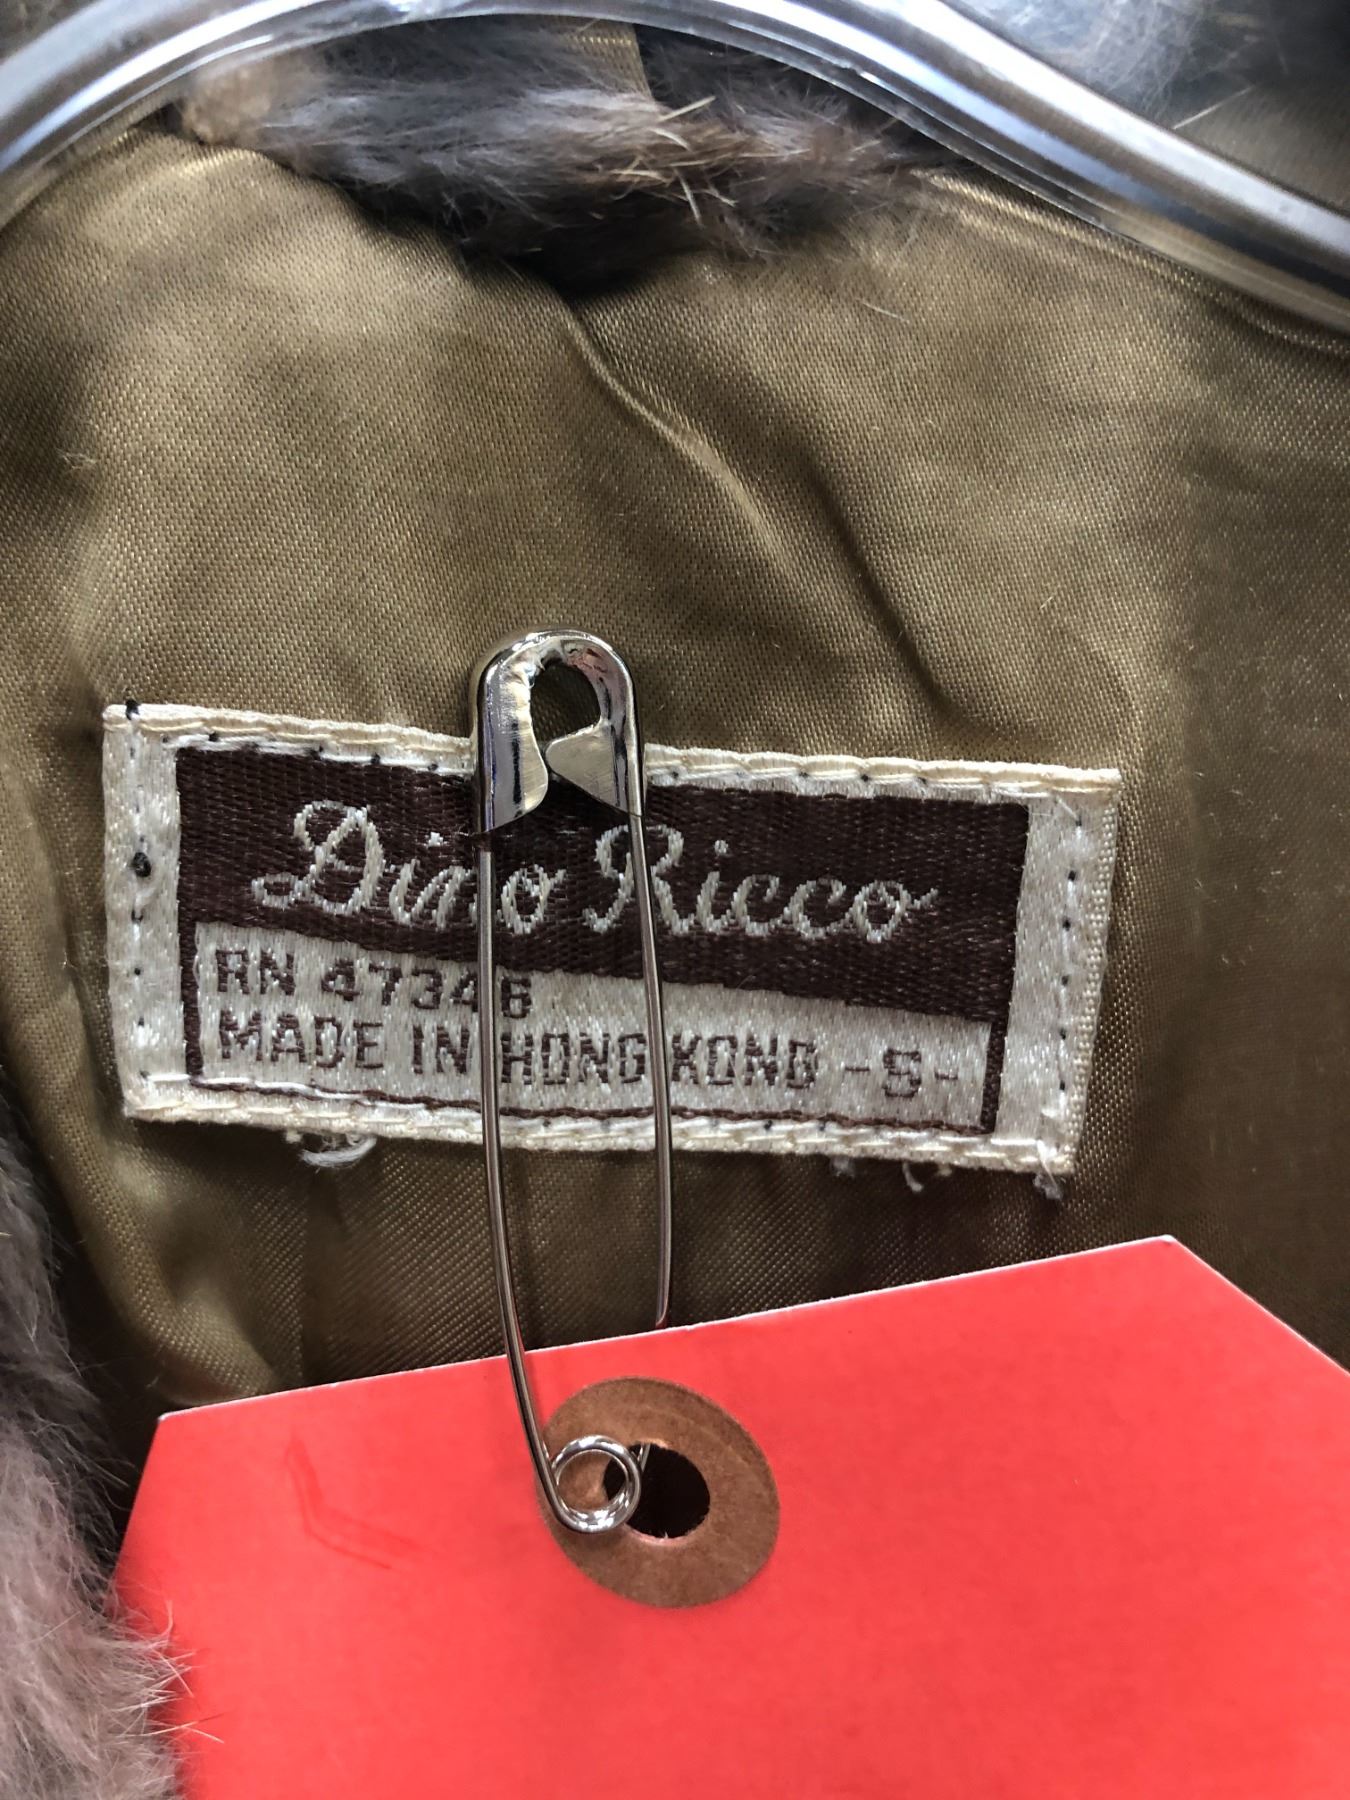 Dino Ricco
RN 47346
MADE IN HONG KONG -S-